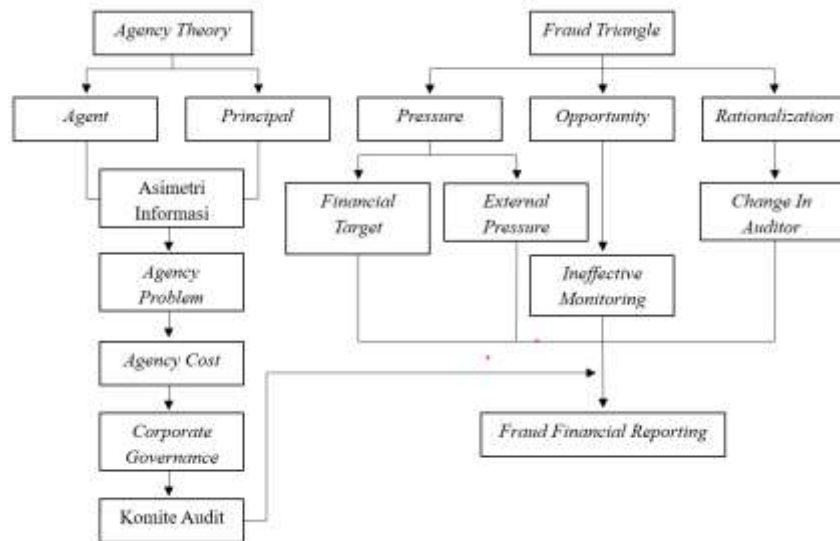 Agency Theory
Fraud Triangle
Agent
Principal
Pressure
Opportunity
Rationalization
Asimetri
Informasi
Financial
Target
External
Pressure
Change In
Auditor
Agency
Problem
Ineffective
Monitoring
Agency Cost
Corporate
Governance
Fraud Financial Reporting
Komite Audit